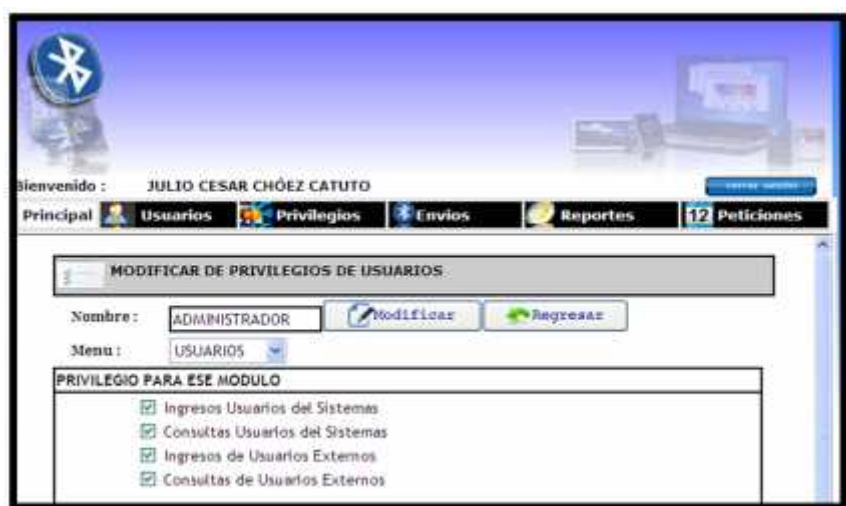 Bienvenido : JULIO CESAR CHÓEZ CATUTO
Principal Usuarios Privilegios Envios Reportes 12 Peticiones
MODIFICAR DE PRIVILEGIOS DE USUARIOS
Nombre : ADMINISTRADOR Modificar Regresar
Menu : USUARIOS
PRIVILEGIO PARA ESE MODULO
Ingresos Usuarios del Sistemas
Consultas Usuarios del Sistemas
Ingresos de Usuarios Externos
Consultas de Usuarios Externos